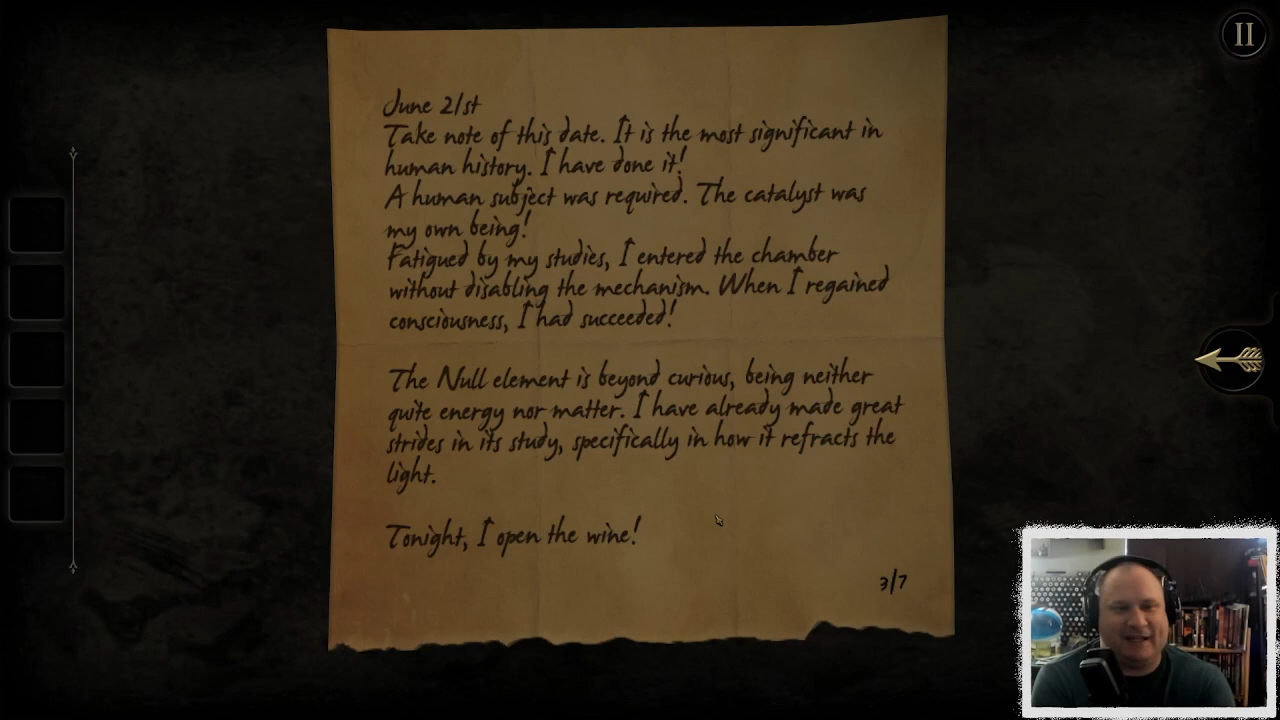 June 21st
Take note of this date. It is the most significant in
human history. I have done it!
A human subject was required. The catalyst was
my own being!
Fatigued by my studies, I entered the chamber
without disabling the mechanism. When I regained
consciousness, I had succeeded!
The Null element is beyond curious, being neither
quite energy nor matter. I have already made great
strides in its study, specifically in how it refracts the
light.
Tonight, I open the wine!
3/7